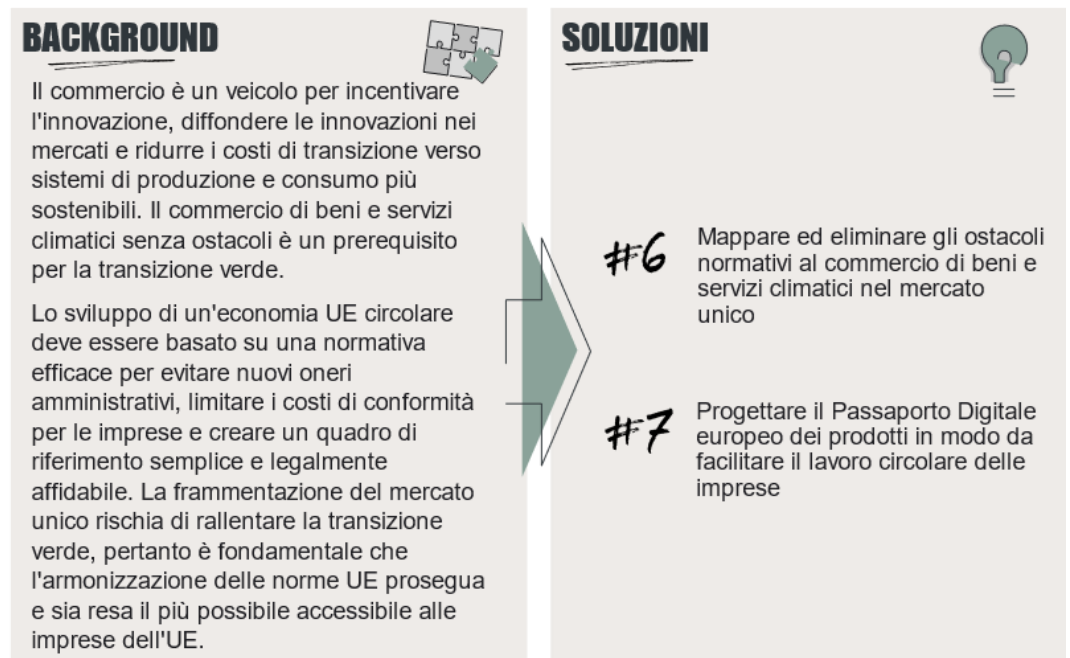 BACKGROUND
Il commercio è un veicolo per incentivare
l'innovazione, diffondere le innovazioni nei
mercati e ridurre i costi di transizione verso
sistemi di produzione e consumo più
sostenibili. Il commercio di beni e servizi
climatici senza ostacoli è un prerequisito
per la transizione verde.
Lo sviluppo di un'economia UE circolare
deve essere basato su una normativa
efficace per evitare nuovi oneri
amministrativi, limitare i costi di conformità
per le imprese e creare un quadro di
riferimento semplice e legalmente
affidabile. La frammentazione del mercato
unico rischia di rallentare la transizione
verde, pertanto è fondamentale che
l'armonizzazione delle norme UE prosegua
e sia resa il più possibile accessibile alle
imprese dell'UE.
SOLUZIONI
#6
Mappare ed eliminare gli ostacoli
normativi al commercio di beni e
servizi climatici nel mercato
unico
#7
Progettare il Passaporto Digitale
europeo dei prodotti in modo da
facilitare il lavoro circolare delle
imprese